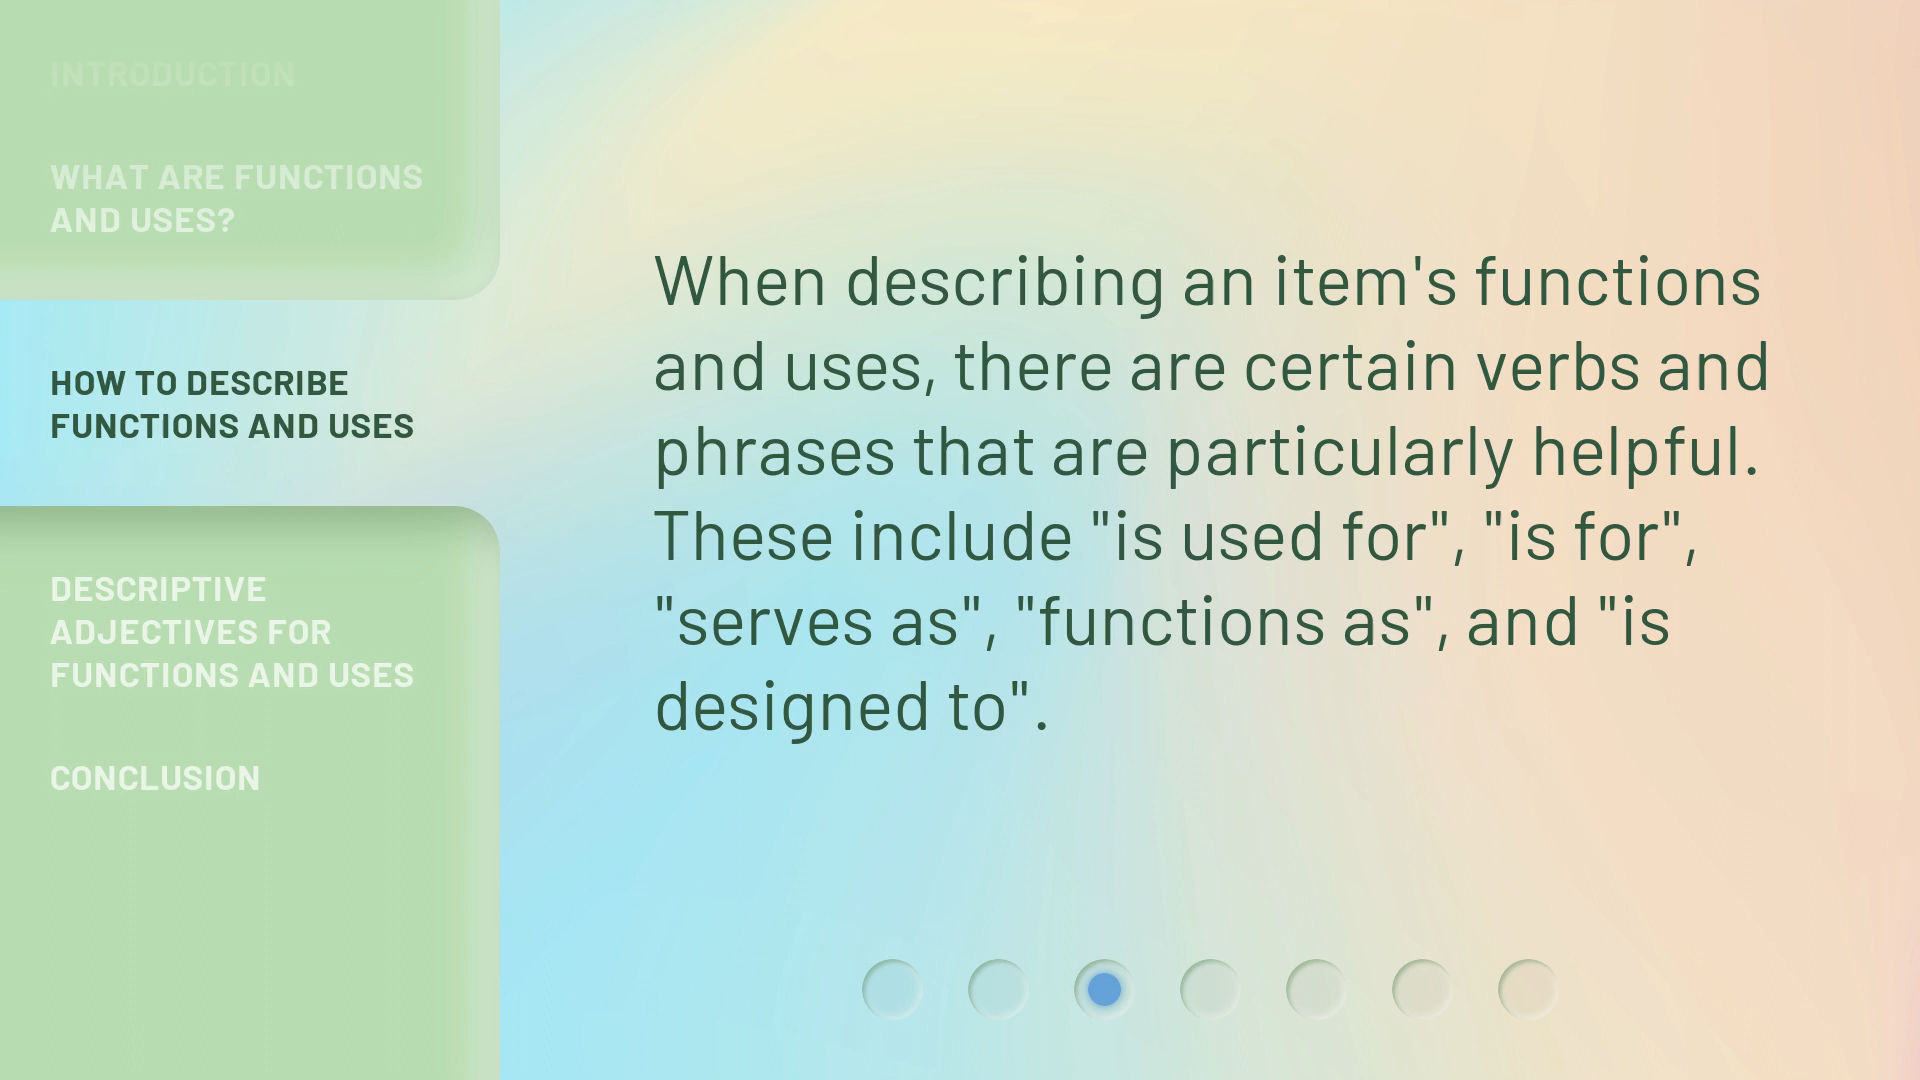 INTRODUCTION
WHAT ARE FUNCTIONS
AND USES?
HOW TO DESCRIBE
FUNCTIONS AND USES
DESCRIPTIVE
ADJECTIVES FOR
FUNCTIONS AND USES
CONCLUSION
When describing an item's functions
and uses, there are certain verbs and
phrases that are particularly helpful.
These include "is used for", "is for",
"serves as", "functions as", and "is
designed to".